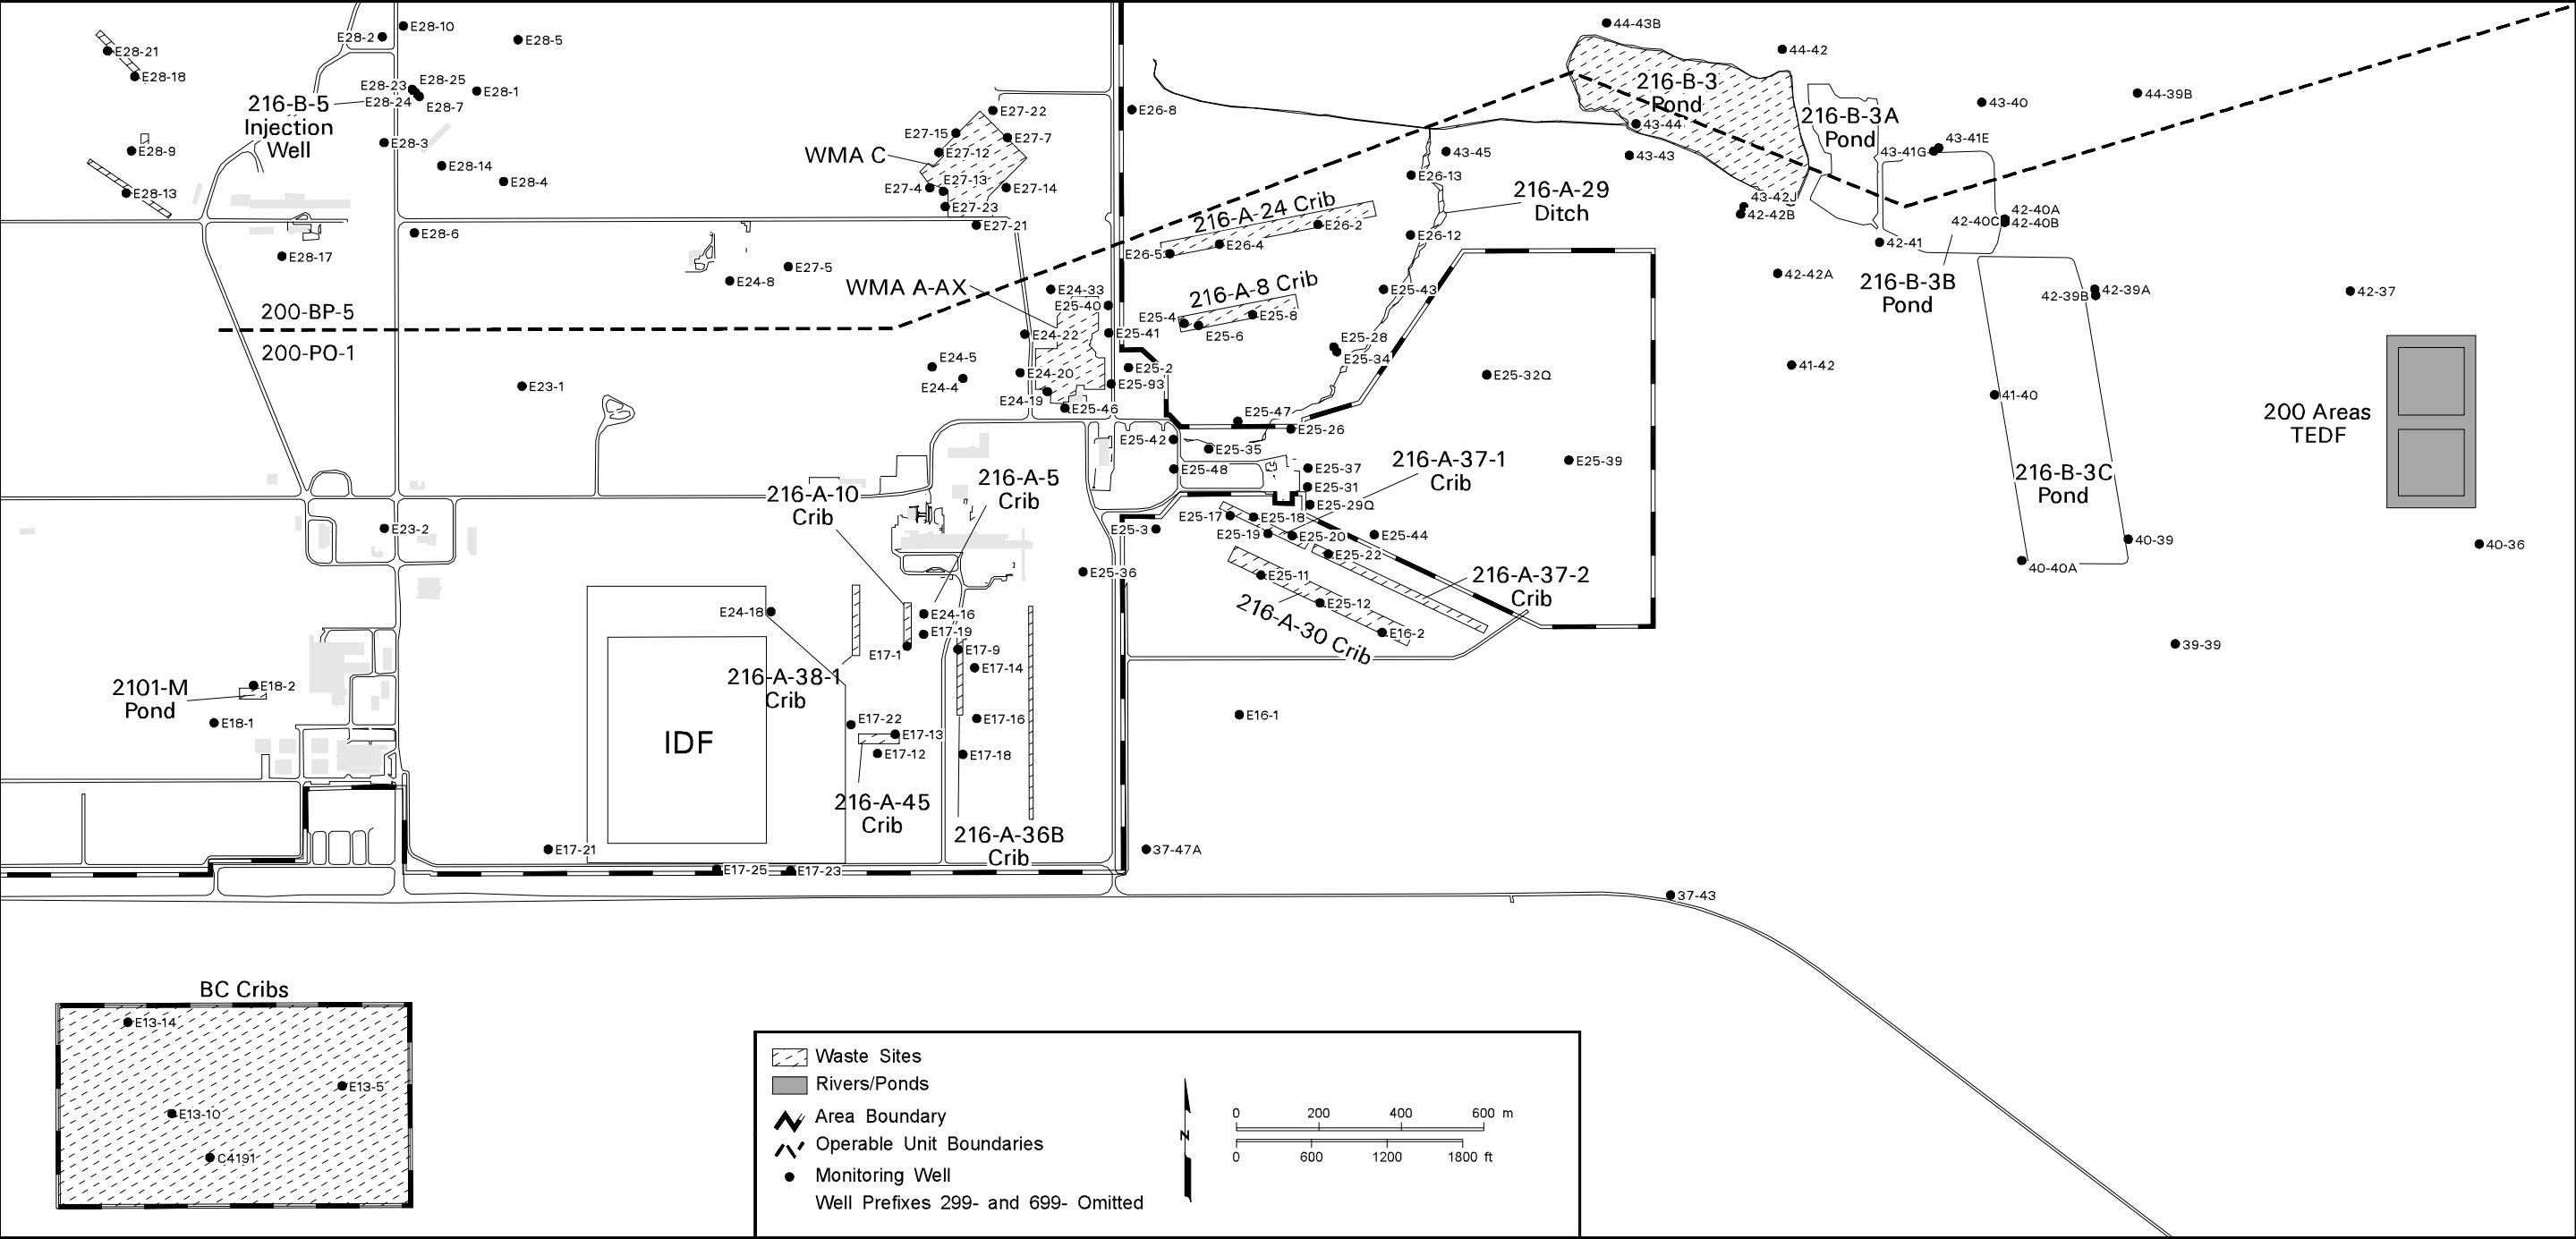 E28-21
E28-18
E28-2
E28-10
E28-5
E28-23
E28-25
E28-24
E28-7
E28-1
216-B-5
Injection
Well
E28-3
E28-9
E28-14
E28-4
E28-13
E28-6
E28-17
E24-8
E27-5
200-BP-5
200-PO-1
E23-1
E23-2
WMA C
E27-22
E27-15
E27-7
E27-12
E27-13
E27-4
E27-14
E27-23
E27-21
E26-8
WMA A-AX
E24-33
E25-40
E24-22
E25-41
E24-5
E24-4
E24-20
E25-2
E25-93
E24-19
E25-46
216-A-24 Crib
E26-2
E26-4
E26-5
216-A-8 Crib
E25-4
E25-8
E25-6
43-45
E26-13
216-A-29
Ditch
E26-12
E25-43
E25-28
E25-34
E25-32Q
E25-47
E25-26
E25-42
E25-35
E25-48
E25-37
E25-31
E25-29Q
E25-39
216-A-37-1
Crib
E25-17
E25-18
E25-19
E25-20
E25-44
E25-22
E25-3
E25-36
E25-11
E25-12
E16-2
216-A-37-2
Crib
216-A-30 Crib
44-43B
44-42
216-B-3
Pond
43-44
43-43
216-B-3A
Pond
43-40
44-39B
43-41E
43-41G
43-42J
42-42B
42-40A
42-40C
42-40B
42-41
42-42A
216-B-3B
Pond
42-39A
42-39B
42-37
41-42
41-40
200 Areas
TEDF
216-B-3C
Pond
40-39
40-40A
40-36
39-39
216-A-10
Crib
216-A-5
Crib
E24-18
E24-16
E17-19
E17-1
E17-9
E17-14
216-A-38-1
Crib
E17-22
E17-16
E17-13
E17-12
E17-18
216-A-45
Crib
216-A-36B
Crib
IDF
2101-M
Pond
E18-2
E18-1
E17-21
E17-25
E17-23
E16-1
37-47A
37-43
BC Cribs
E13-14
E13-5
E13-10
C4191
Waste Sites
Rivers/Ponds
Area Boundary
Operable Unit Boundaries
Monitoring Well
Well Prefixes 299- and 699- Omitted
N
0 200 400 600 m
0 600 1200 1800 ft